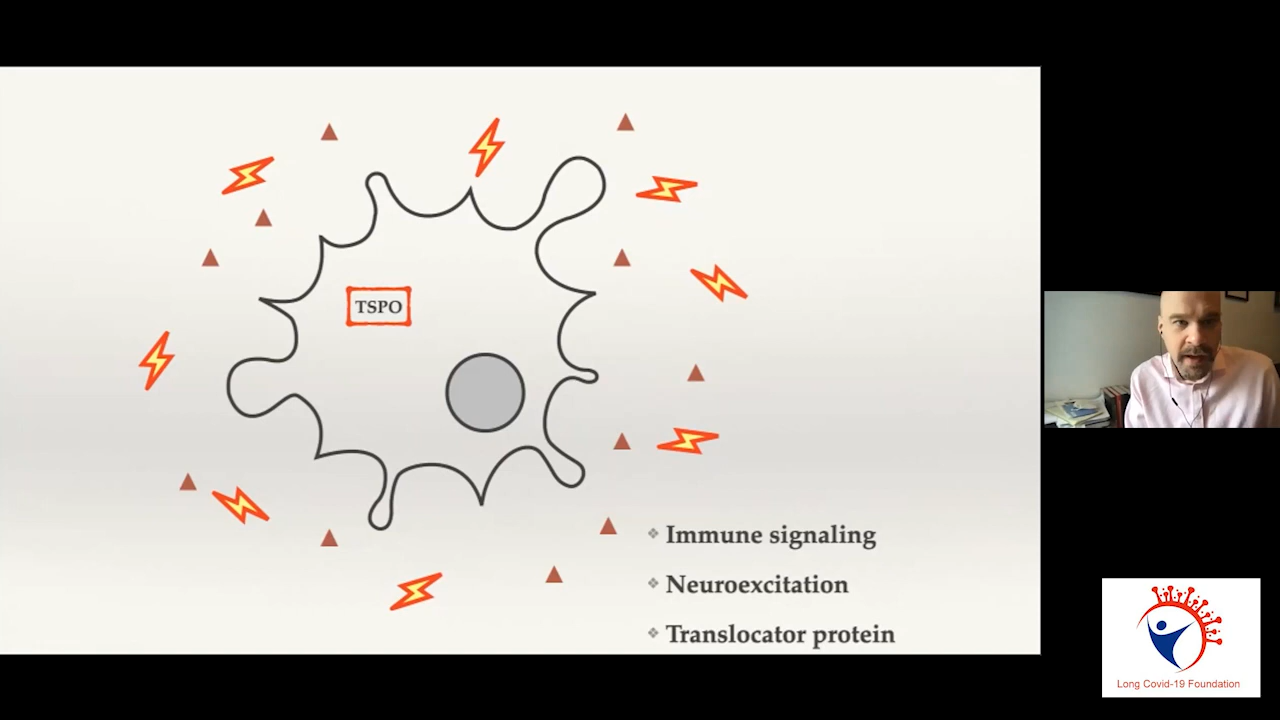 TSPO
Immune signaling
Neuroexcitation
Translocator protein
Long Covid-19 Foundation